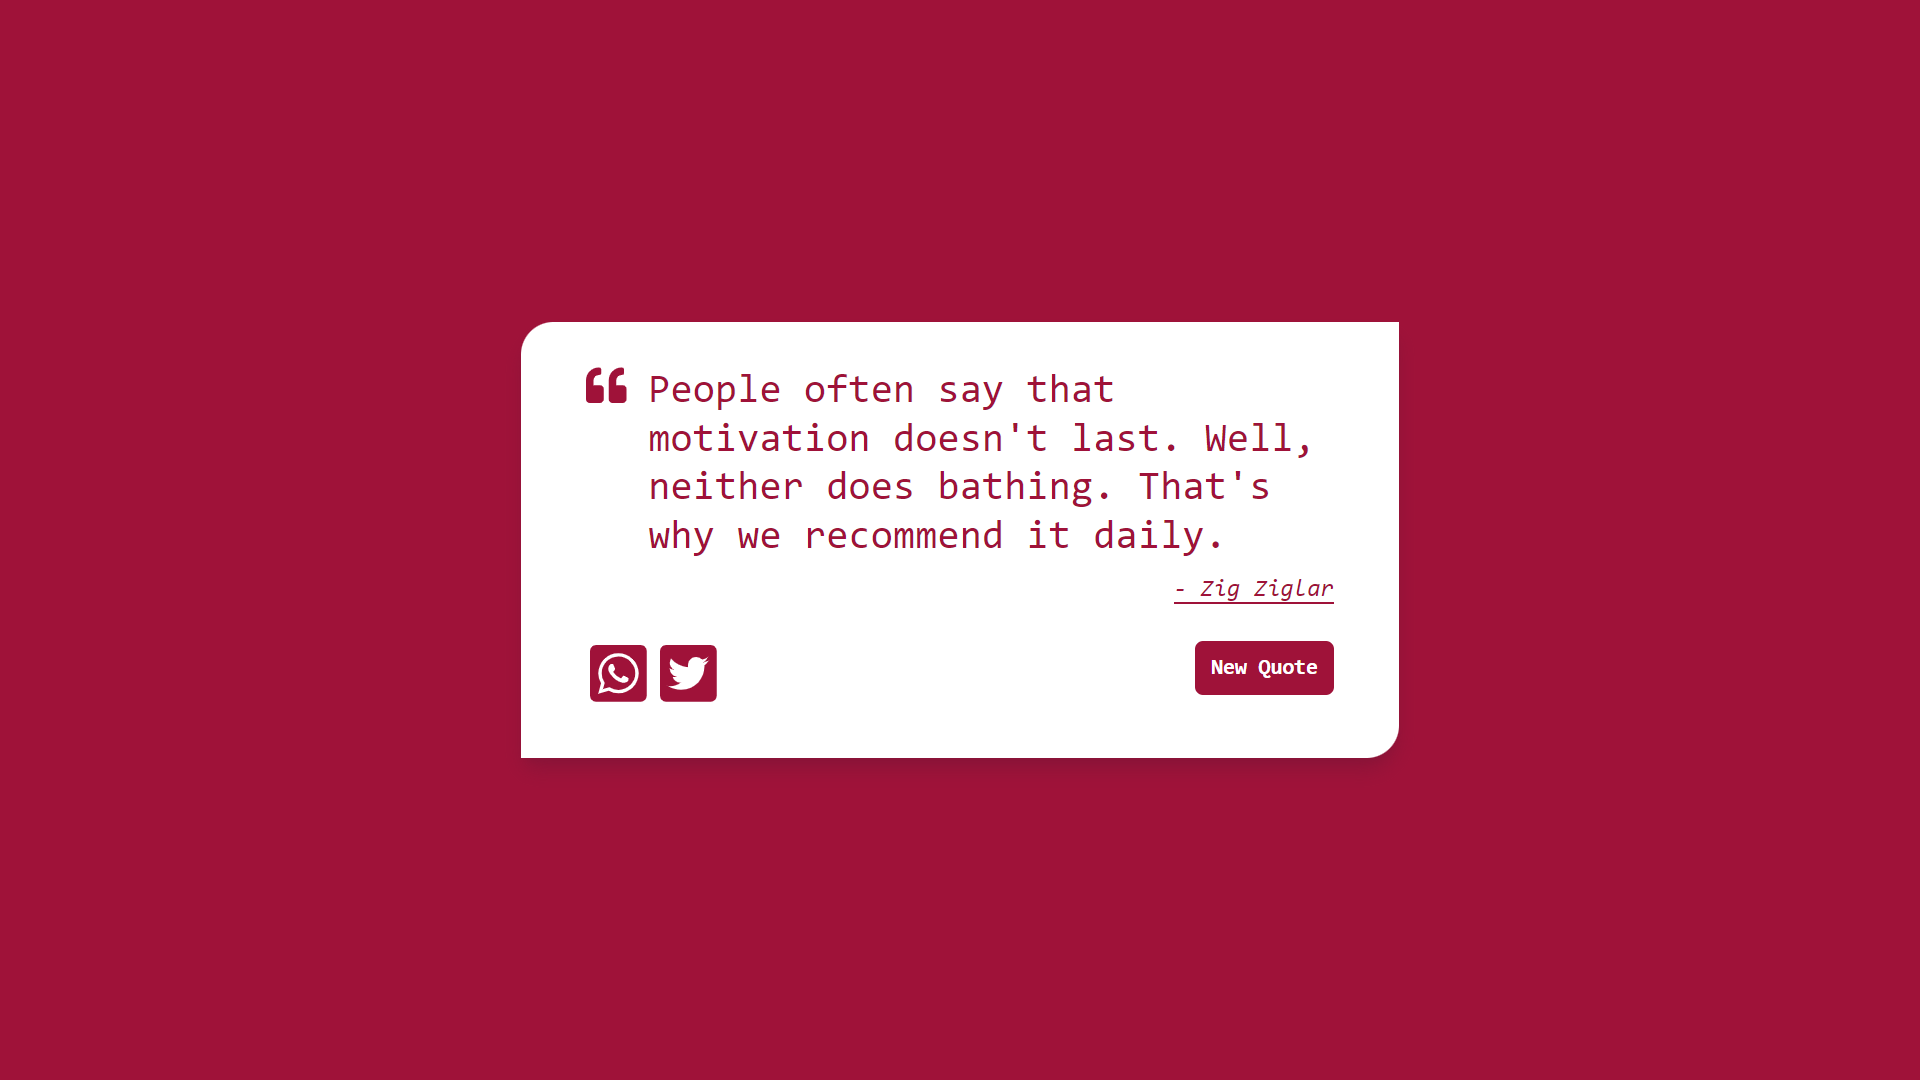 People often say that
motivation doesn't last. Well,
neither does bathing. That's
why we recommend it daily.
- Zig Ziglar
New Quote